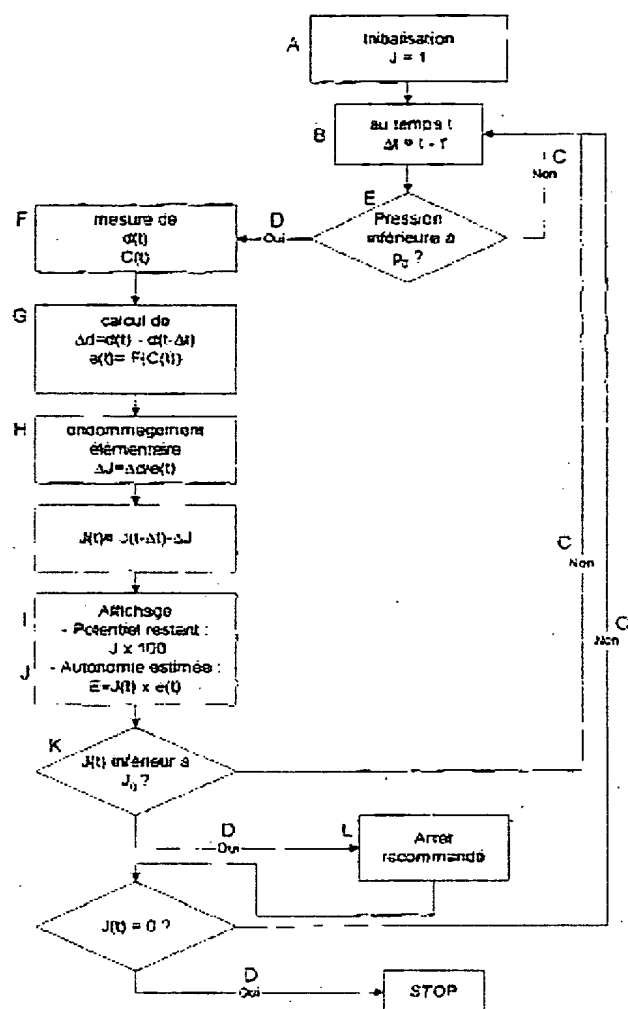 A
Initialisation
J = 1
B
au temps t
Δt = t - t'
C
Non
E
Pression
inférieure à
p₀ ?
D
Oui
F
mesure de
d(t)
C(t)
G
calcul de
Δd=d(t) - d(t-Δt)
e(t)= F{C(t)}
H
endommagement
élémentaire
ΔJ=Δd/e(t)
J(t)= J(t-Δt)-ΔJ
I
Affichage
- Potentiel restant :
J x 100
J
- Autonomie estimée :
E=J(t) x e(t)
C
Non
C
Non
K
J(t) inférieur à
J₀ ?
D
Oui
L
Arret
recommandé
J(t) = 0 ?
D
Oui
STOP